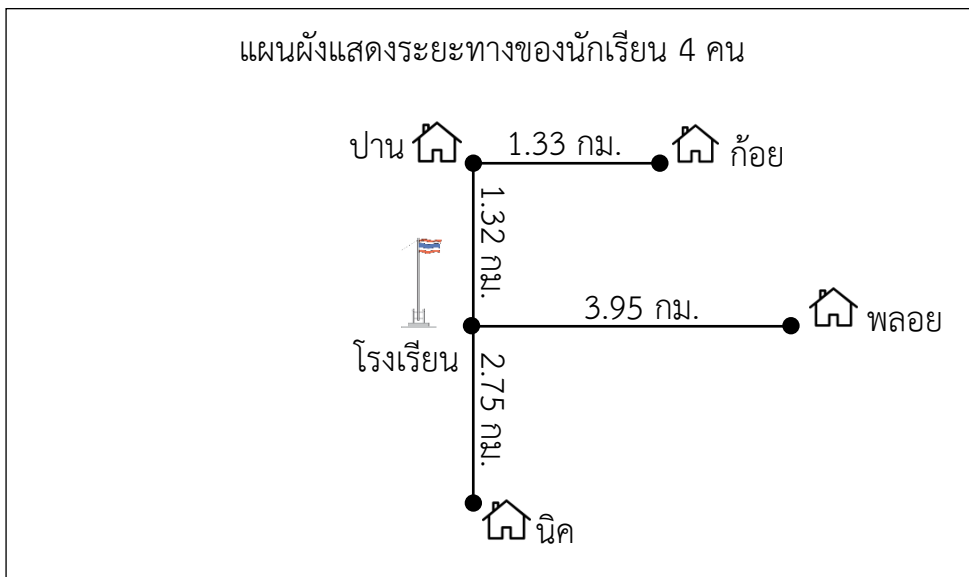 แผนผังแสดงระยะทางของนักเรียน 4 คน
ปาน
1.33 กม.
ก้อย
1.32 กม.
3.95 กม.
พลอย
โรงเรียน
2.75 กม.
นิค